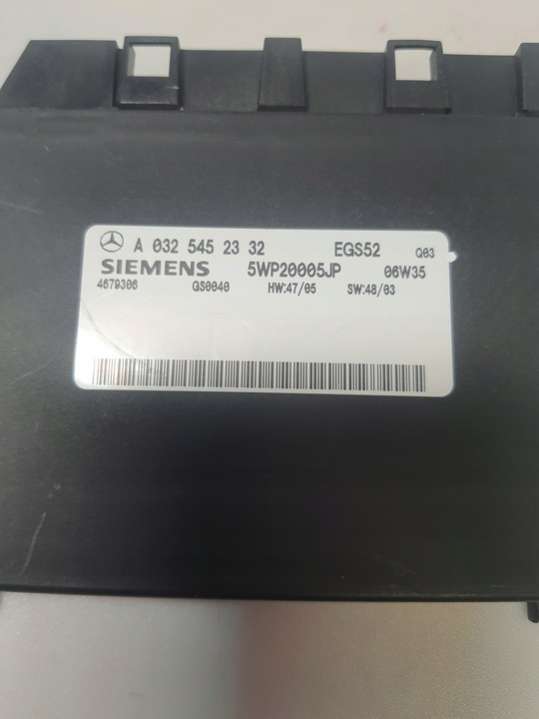 A 032 545 23 32 EGS52 Q03
SIEMENS 5WP20005JP 06W35
4679306 GS0040 HW:47/05 SW:48/03